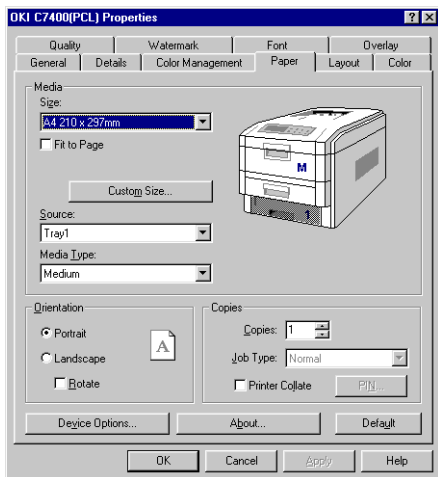 OKI C7400(PCL) Properties
Quality Watermark Font Overlay
General Details Color Management Paper Layout Color
Media
Size:
A4 210 x 297mm
Fit to Page
Custom Size...
Source:
Tray1
Media Type:
Medium
M
1
Orientation
Portrait
Landscape
Rotate
A
Copies
Copies: 1
Job Type: Normal
Printer Collate PIN...
Device Options... About... Default
OK Cancel Apply Help